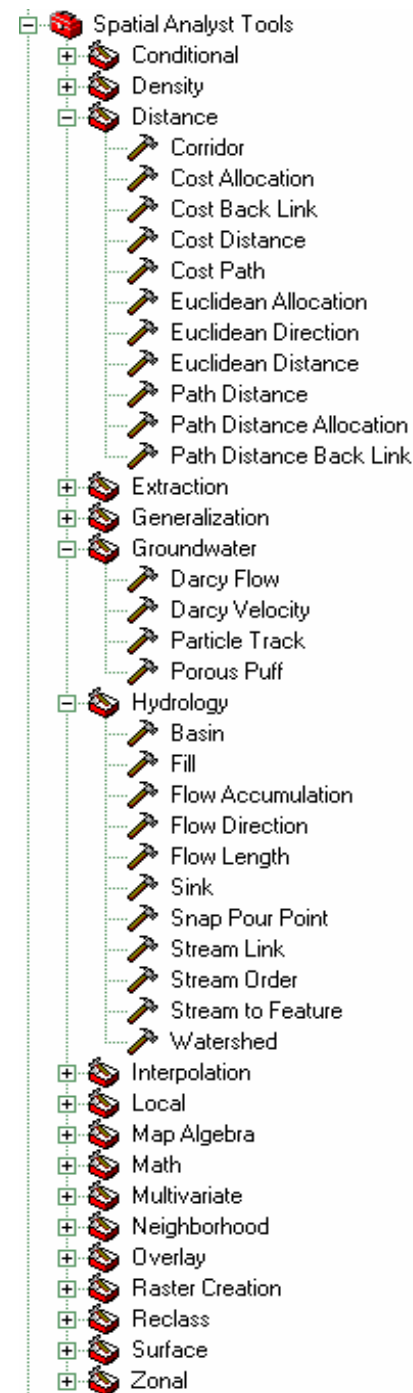 Spatial Analyst Tools
Conditional
Density
Distance
Corridor
Cost Allocation
Cost Back Link
Cost Distance
Cost Path
Euclidean Allocation
Euclidean Direction
Euclidean Distance
Path Distance
Path Distance Allocation
Path Distance Back Link
Extraction
Generalization
Groundwater
Darcy Flow
Darcy Velocity
Particle Track
Porous Puff
Hydrology
Basin
Fill
Flow Accumulation
Flow Direction
Flow Length
Sink
Snap Pour Point
Stream Link
Stream Order
Stream to Feature
Watershed
Interpolation
Local
Map Algebra
Math
Multivariate
Neighborhood
Overlay
Raster Creation
Reclass
Surface
Zonal